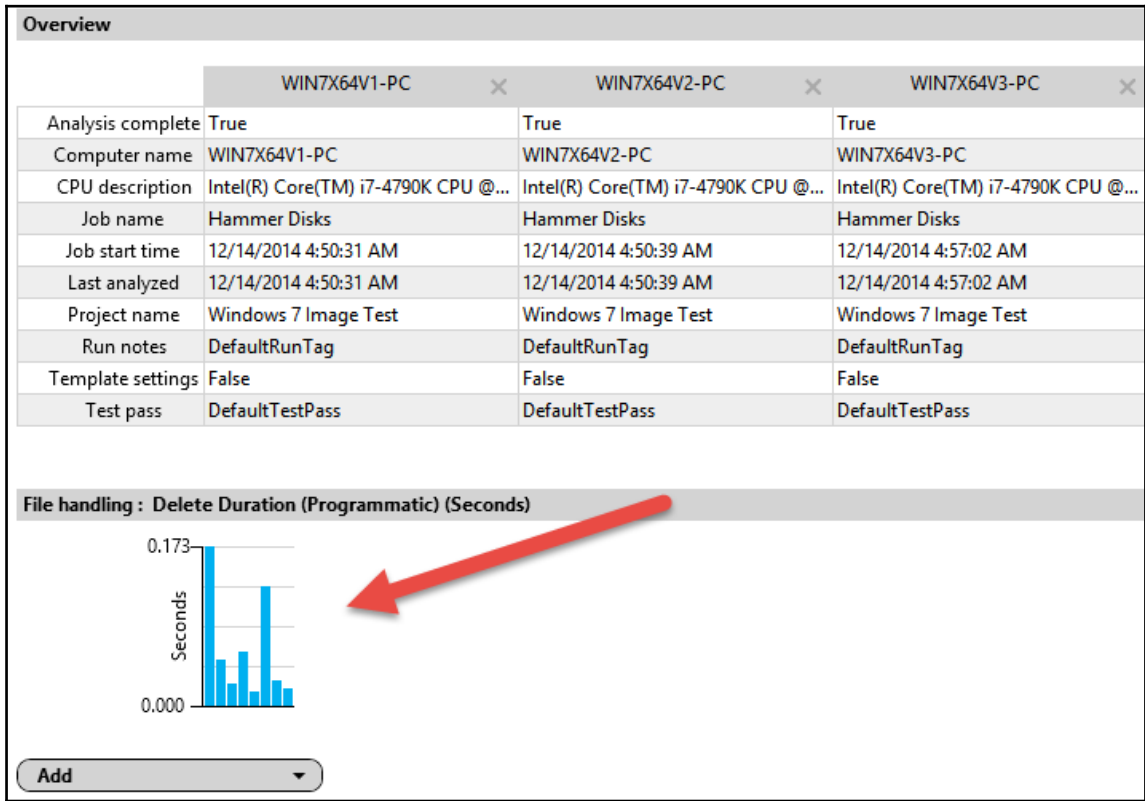 Overview
WIN7X64V1-PC WIN7X64V2-PC WIN7X64V3-PC
Analysis complete True True True
Computer name WIN7X64V1-PC WIN7X64V2-PC WIN7X64V3-PC
CPU description Intel(R) Core(TM) i7-4790K CPU @... Intel(R) Core(TM) i7-4790K CPU @... Intel(R) Core(TM) i7-4790K CPU @...
Job name Hammer Disks Hammer Disks Hammer Disks
Job start time 12/14/2014 4:50:31 AM 12/14/2014 4:50:39 AM 12/14/2014 4:57:02 AM
Last analyzed 12/14/2014 4:50:31 AM 12/14/2014 4:50:39 AM 12/14/2014 4:57:02 AM
Project name Windows 7 Image Test Windows 7 Image Test Windows 7 Image Test
Run notes DefaultRunTag DefaultRunTag DefaultRunTag
Template settings False False False
Test pass DefaultTestPass DefaultTestPass DefaultTestPass
File handling : Delete Duration (Programmatic) (Seconds)
0.173
Seconds
0.000
Add